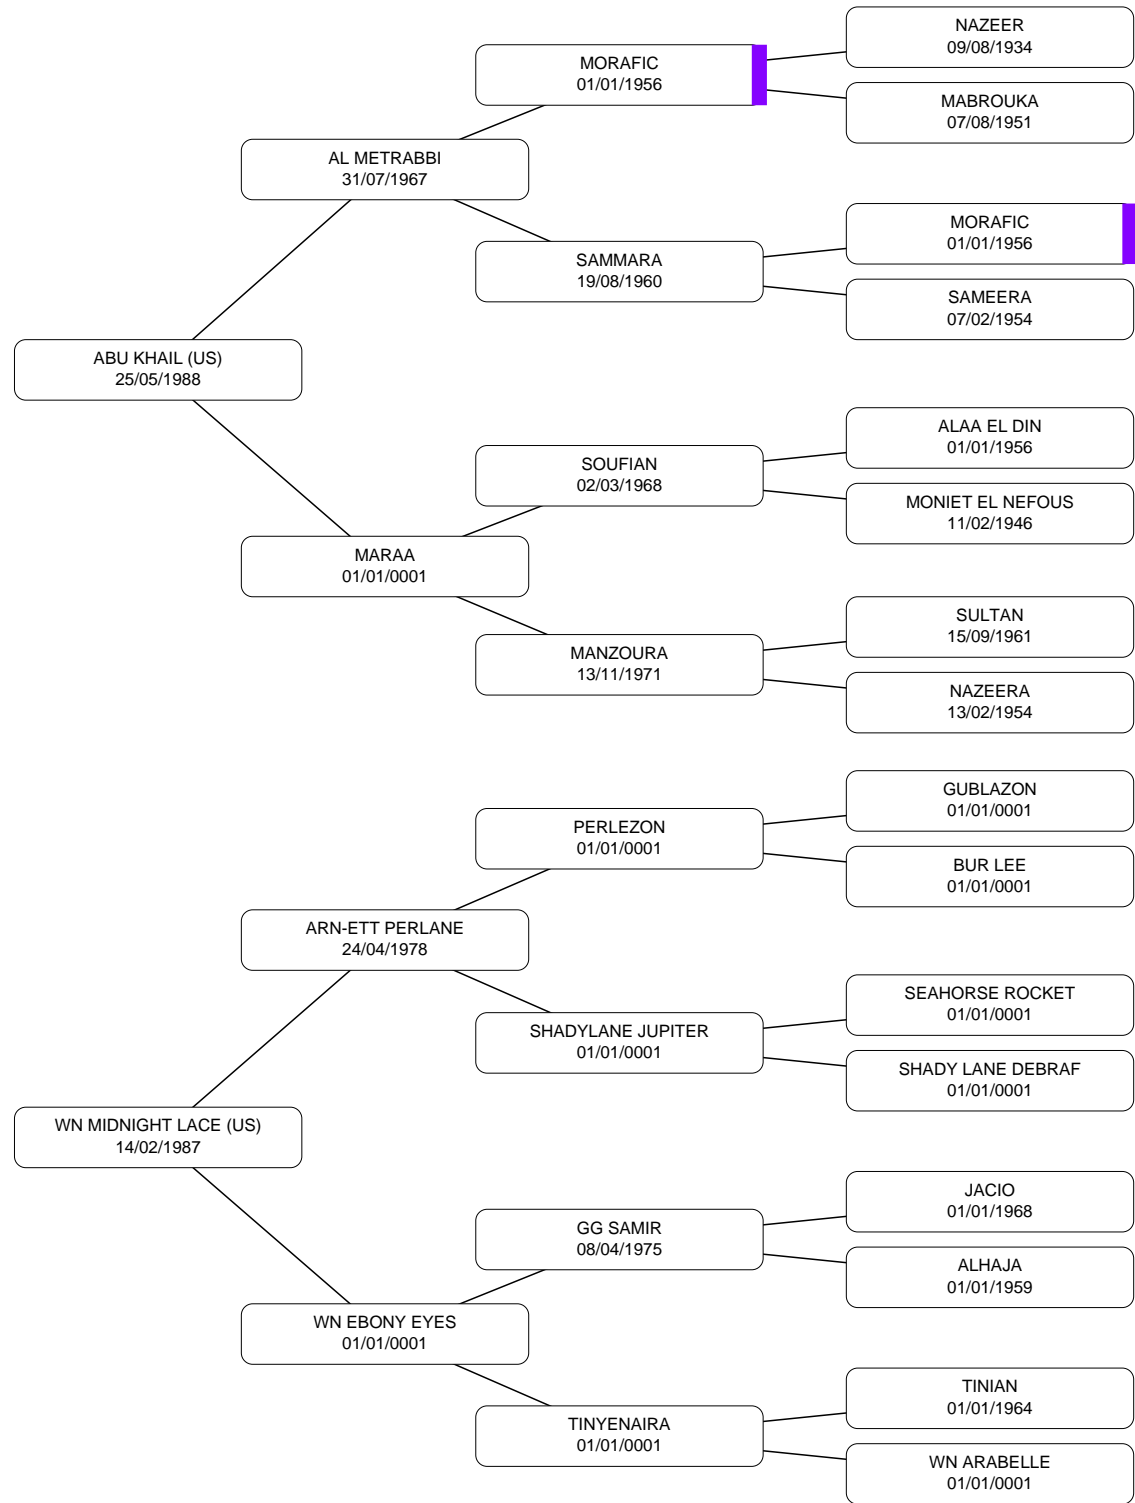 NAZEER
09/08/1934
MORAFIC
01/01/1956
MABROUKA
07/08/1951
AL METRABBI
31/07/1967
MORAFIC
01/01/1956
SAMMARA
19/08/1960
SAMEERA
07/02/1954
ABU KHAIL (US)
25/05/1988
ALAA EL DIN
01/01/1956
SOUFIAN
02/03/1968
MONIET EL NEFOUS
11/02/1946
MARAA
01/01/0001
SULTAN
15/09/1961
MANZOURA
13/11/1971
NAZEERA
13/02/1954
GUBLAZON
01/01/0001
PERLEZON
01/01/0001
BUR LEE
01/01/0001
ARN-ETT PERLANE
24/04/1978
SEAHORSE ROCKET
01/01/0001
SHADYLANE JUPITER
01/01/0001
SHADY LANE DEBRAF
01/01/0001
WN MIDNIGHT LACE (US)
14/02/1987
JACIO
01/01/1968
GG SAMIR
08/04/1975
ALHAJA
01/01/1959
WN EBONY EYES
01/01/0001
TINIAN
01/01/1964
TINYENAIRA
01/01/0001
WN ARABELLE
01/01/0001